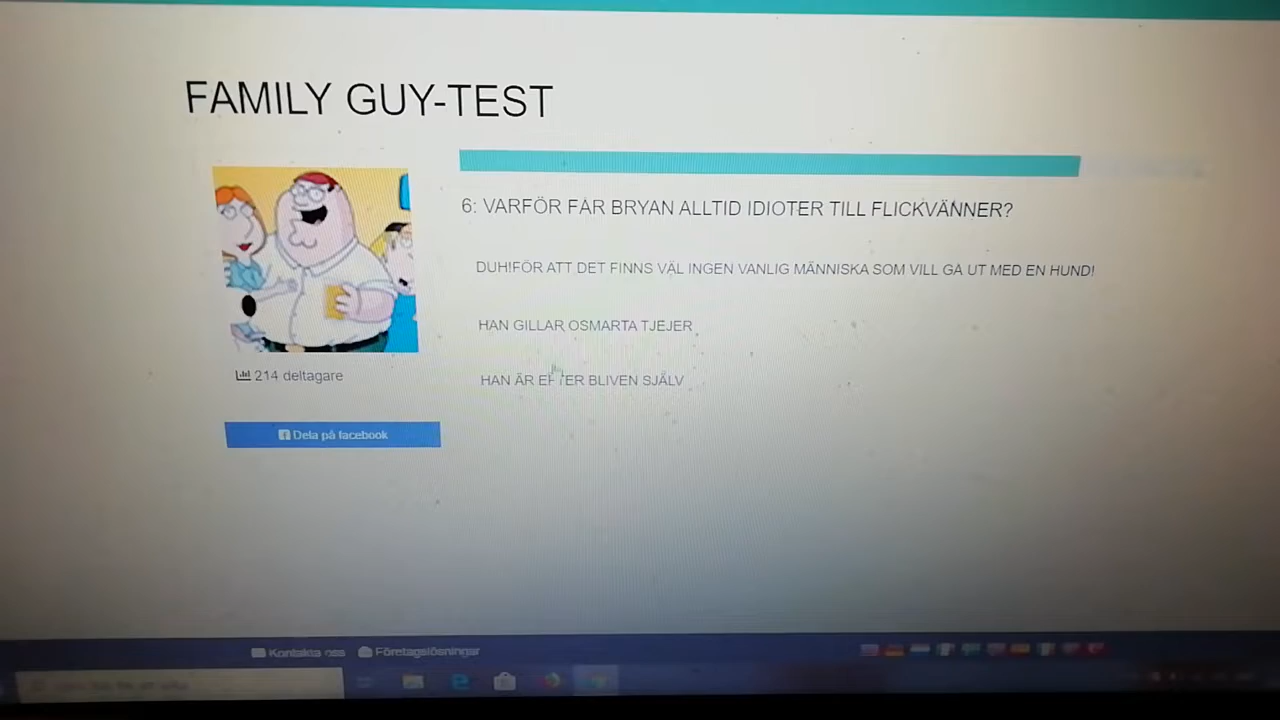 FAMILY GUY-TEST
6: VARFÖR FÅR BRYAN ALLTID IDIOTER TILL FLICKVÄNNER?
DUH!FÖR ATT DET FINNS VÄL INGEN VANLIG MÄNNISKA SOM VILL GÅ UT MED EN HUND!
HAN GILLAR OSMARTA TJEJER
HAN ÄR EFTER BLIVEN SJÄLV
214 deltagare
Dela på facebook
Kontakta oss Företagslösningar